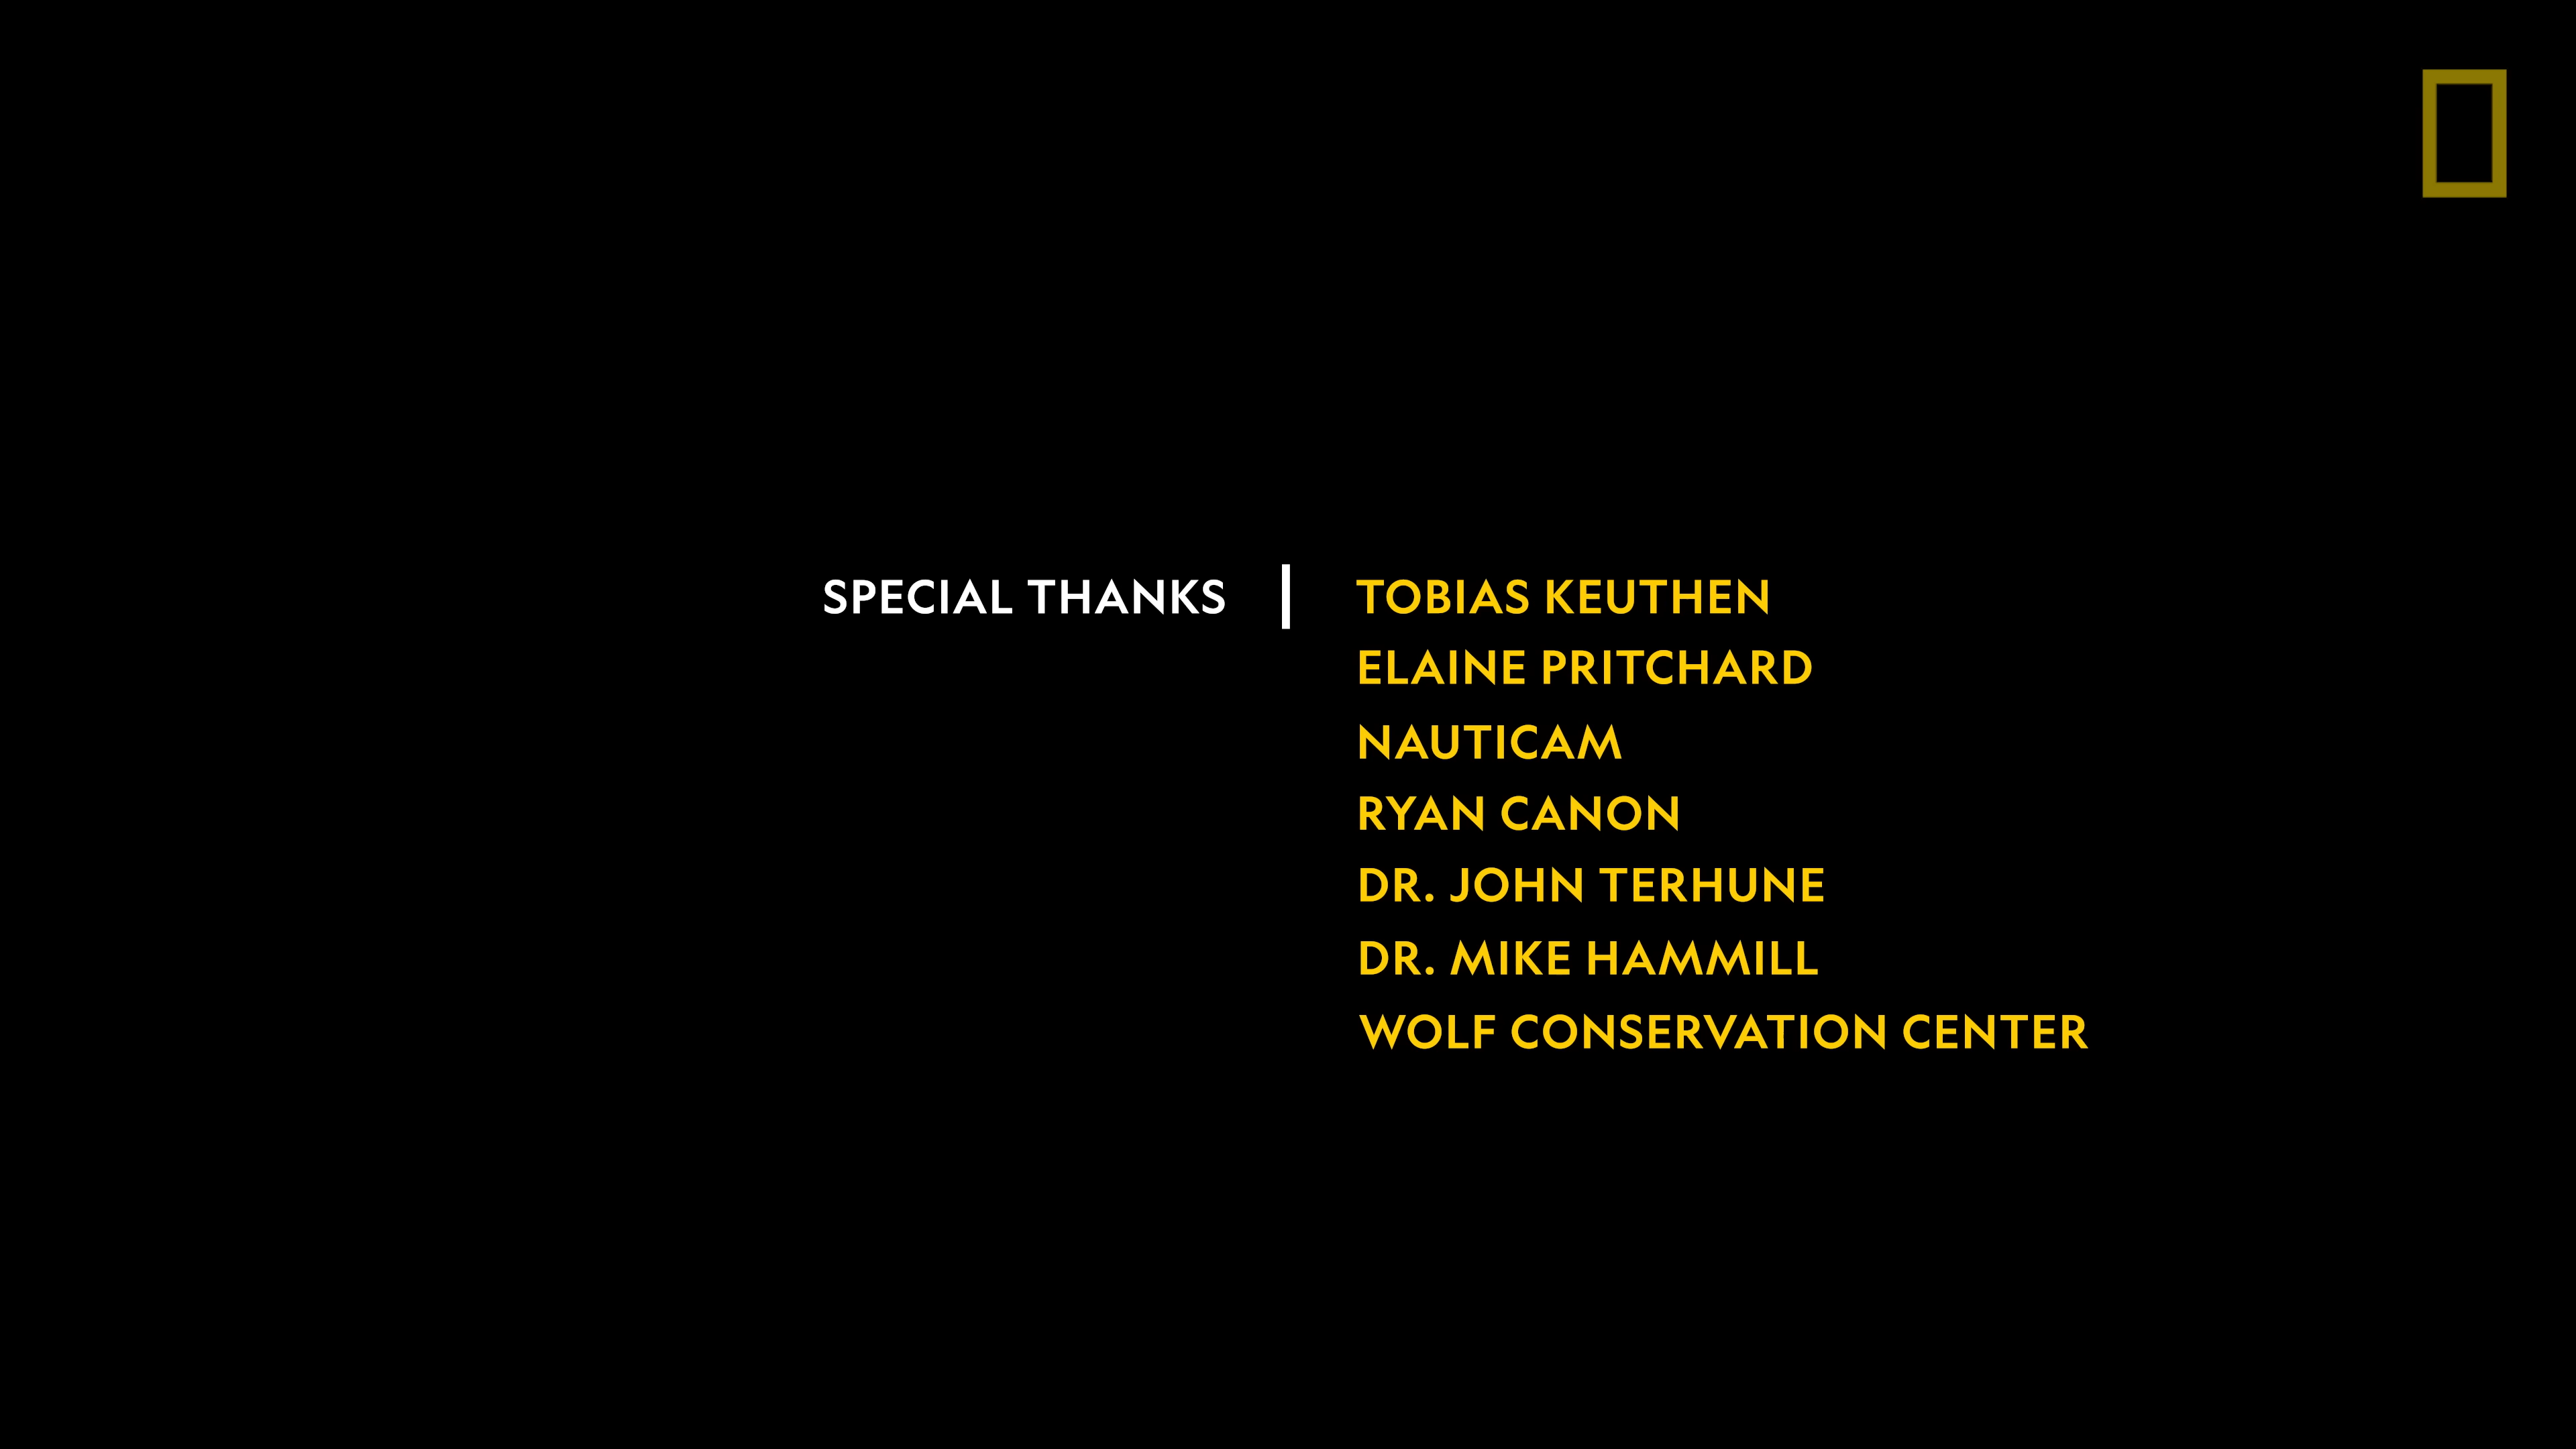 SPECIAL THANKS | TOBIAS KEUTHEN
ELAINE PRITCHARD
NAUTICAM
RYAN CANON
DR. JOHN TERHUNE
DR. MIKE HAMMILL
WOLF CONSERVATION CENTER